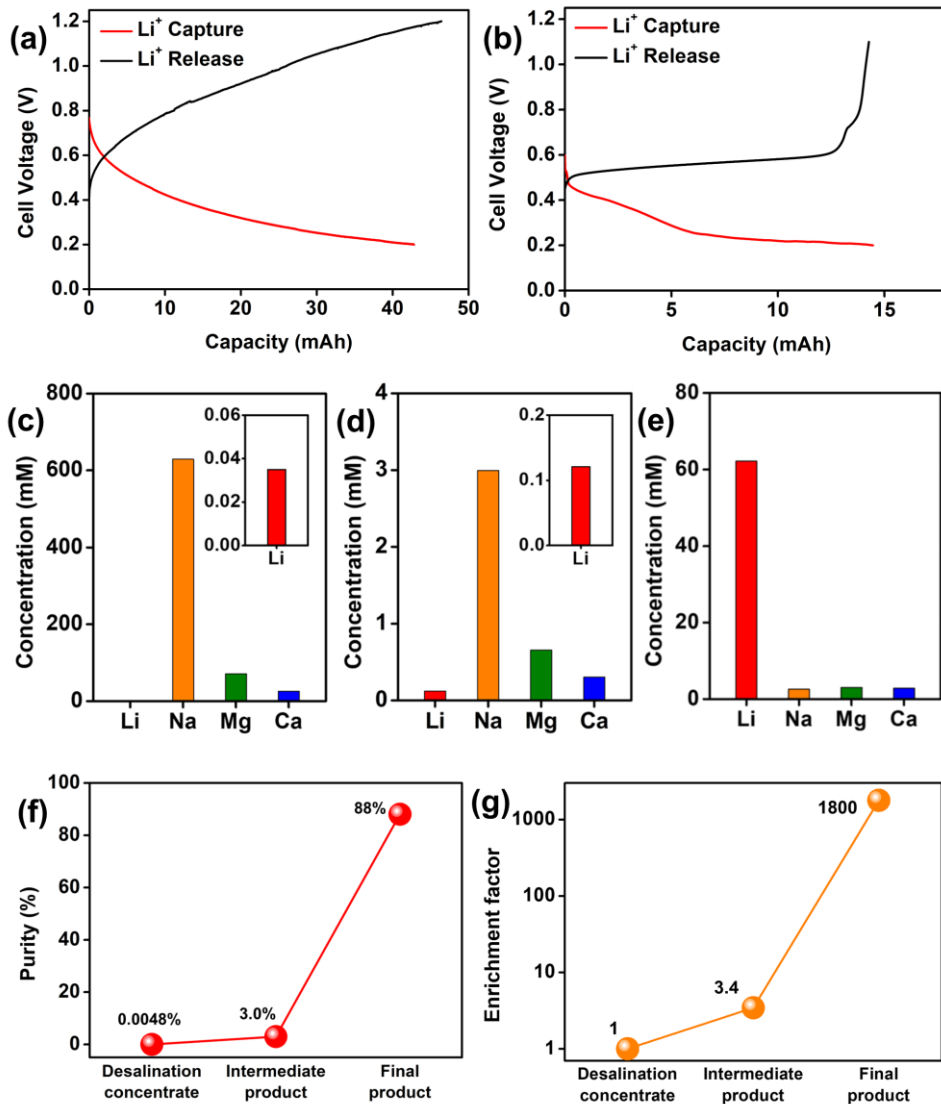 (a)
Li+ Capture
Li+ Release
Cell Voltage (V)
1.2
1.0
0.8
0.6
0.4
0.2
0.0
0 10 20 30 40 50
Capacity (mAh)
(b)
Li+ Capture
Li+ Release
Cell Voltage (V)
1.2
1.0
0.8
0.6
0.4
0.2
0.0
0 5 10 15
Capacity (mAh)
(c)
Concentration (mM)
800
600
400
200
0
Li Na Mg Ca
0.06
0.04
0.02
0.00
Li
(d)
Concentration (mM)
4
3
2
1
0
Li Na Mg Ca
0.2
0.1
0.0
Li
(e)
Concentration (mM)
80
60
40
20
0
Li Na Mg Ca
(f)
Purity (%)
100
80
60
40
20
0
0.0048%
3.0%
88%
Desalination Intermediate Final
concentrate product product
(g)
Enrichment factor
1000
100
10
1
1
3.4
1800
Desalination Intermediate Final
concentrate product product